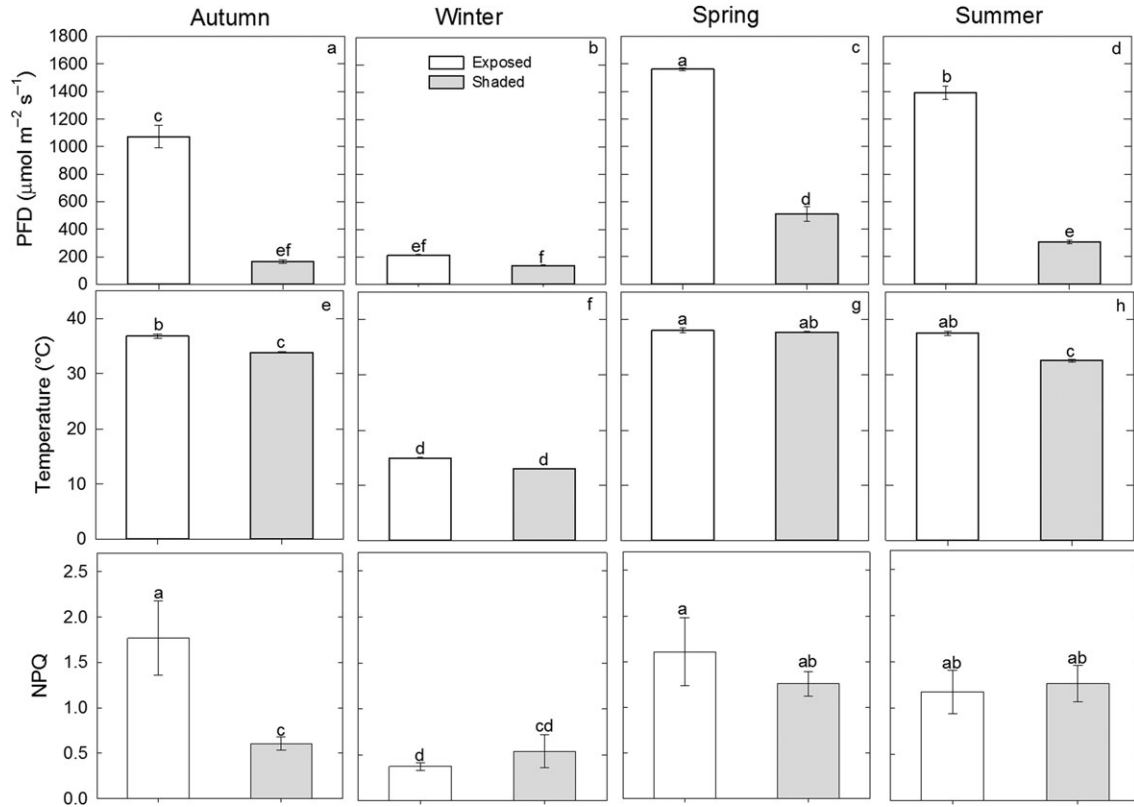 Autumn Winter Spring Summer
PFD (μmol m⁻² s⁻¹)
1800
1600
1400
1200
1000
800
600
400
200
0
a
c
ef
b
Exposed
Shaded
ef
f
c
a
d
d
b
e
Temperature (°C)
40
30
20
10
0
e
b
c
f
d
d
g
a
ab
h
ab
c
NPQ
2.5
2.0
1.5
1.0
0.5
0.0
a
c
d
cd
a
ab
ab
ab